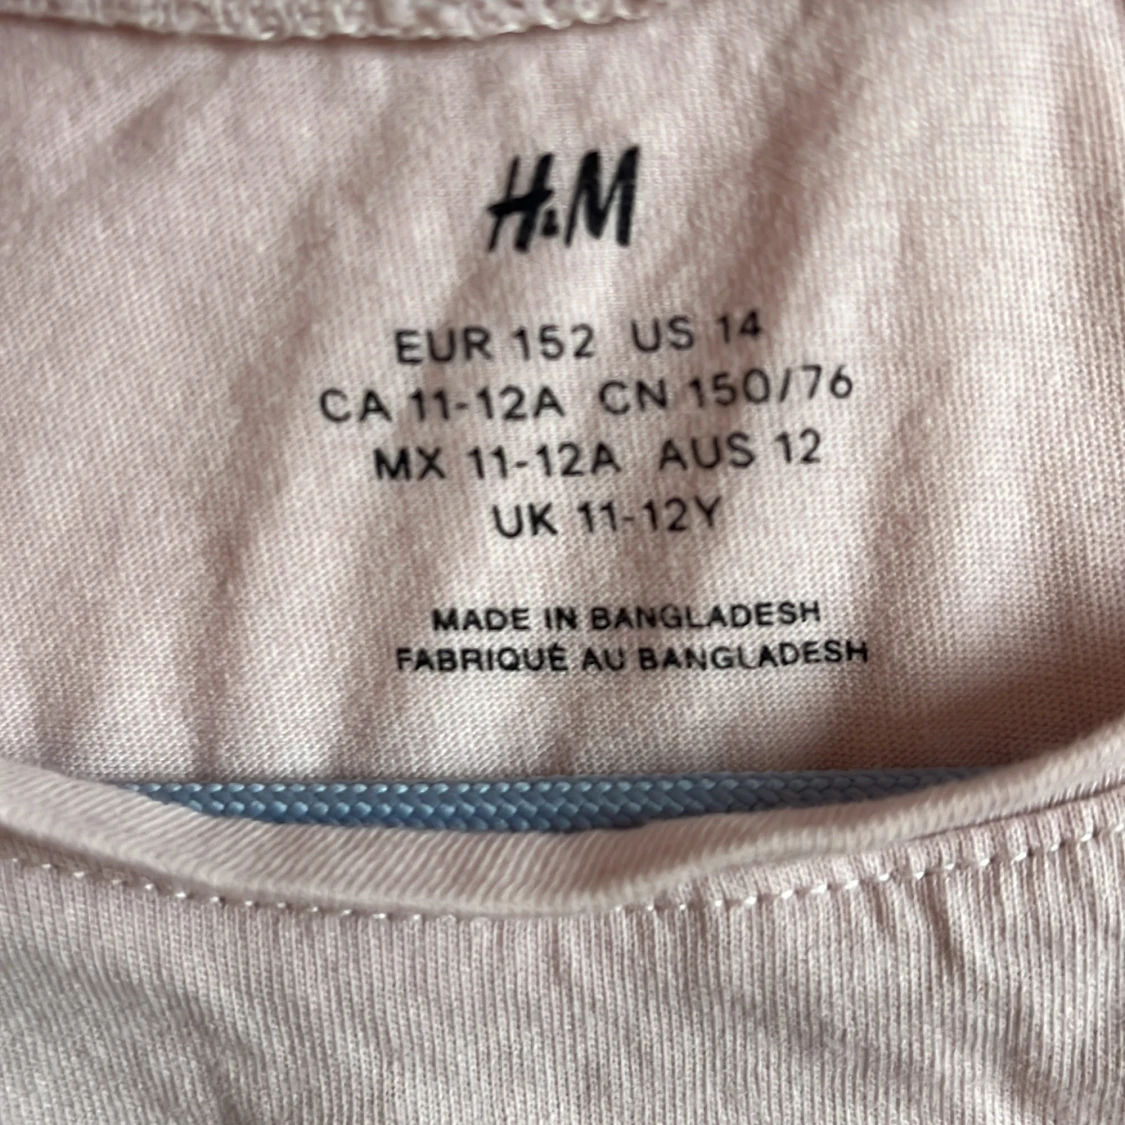 H&M
EUR 152 US 14
CA 11-12A CN 150/76
MX 11-12A AUS 12
UK 11-12Y
MADE IN BANGLADESH
FABRIQUÉ AU BANGLADESH